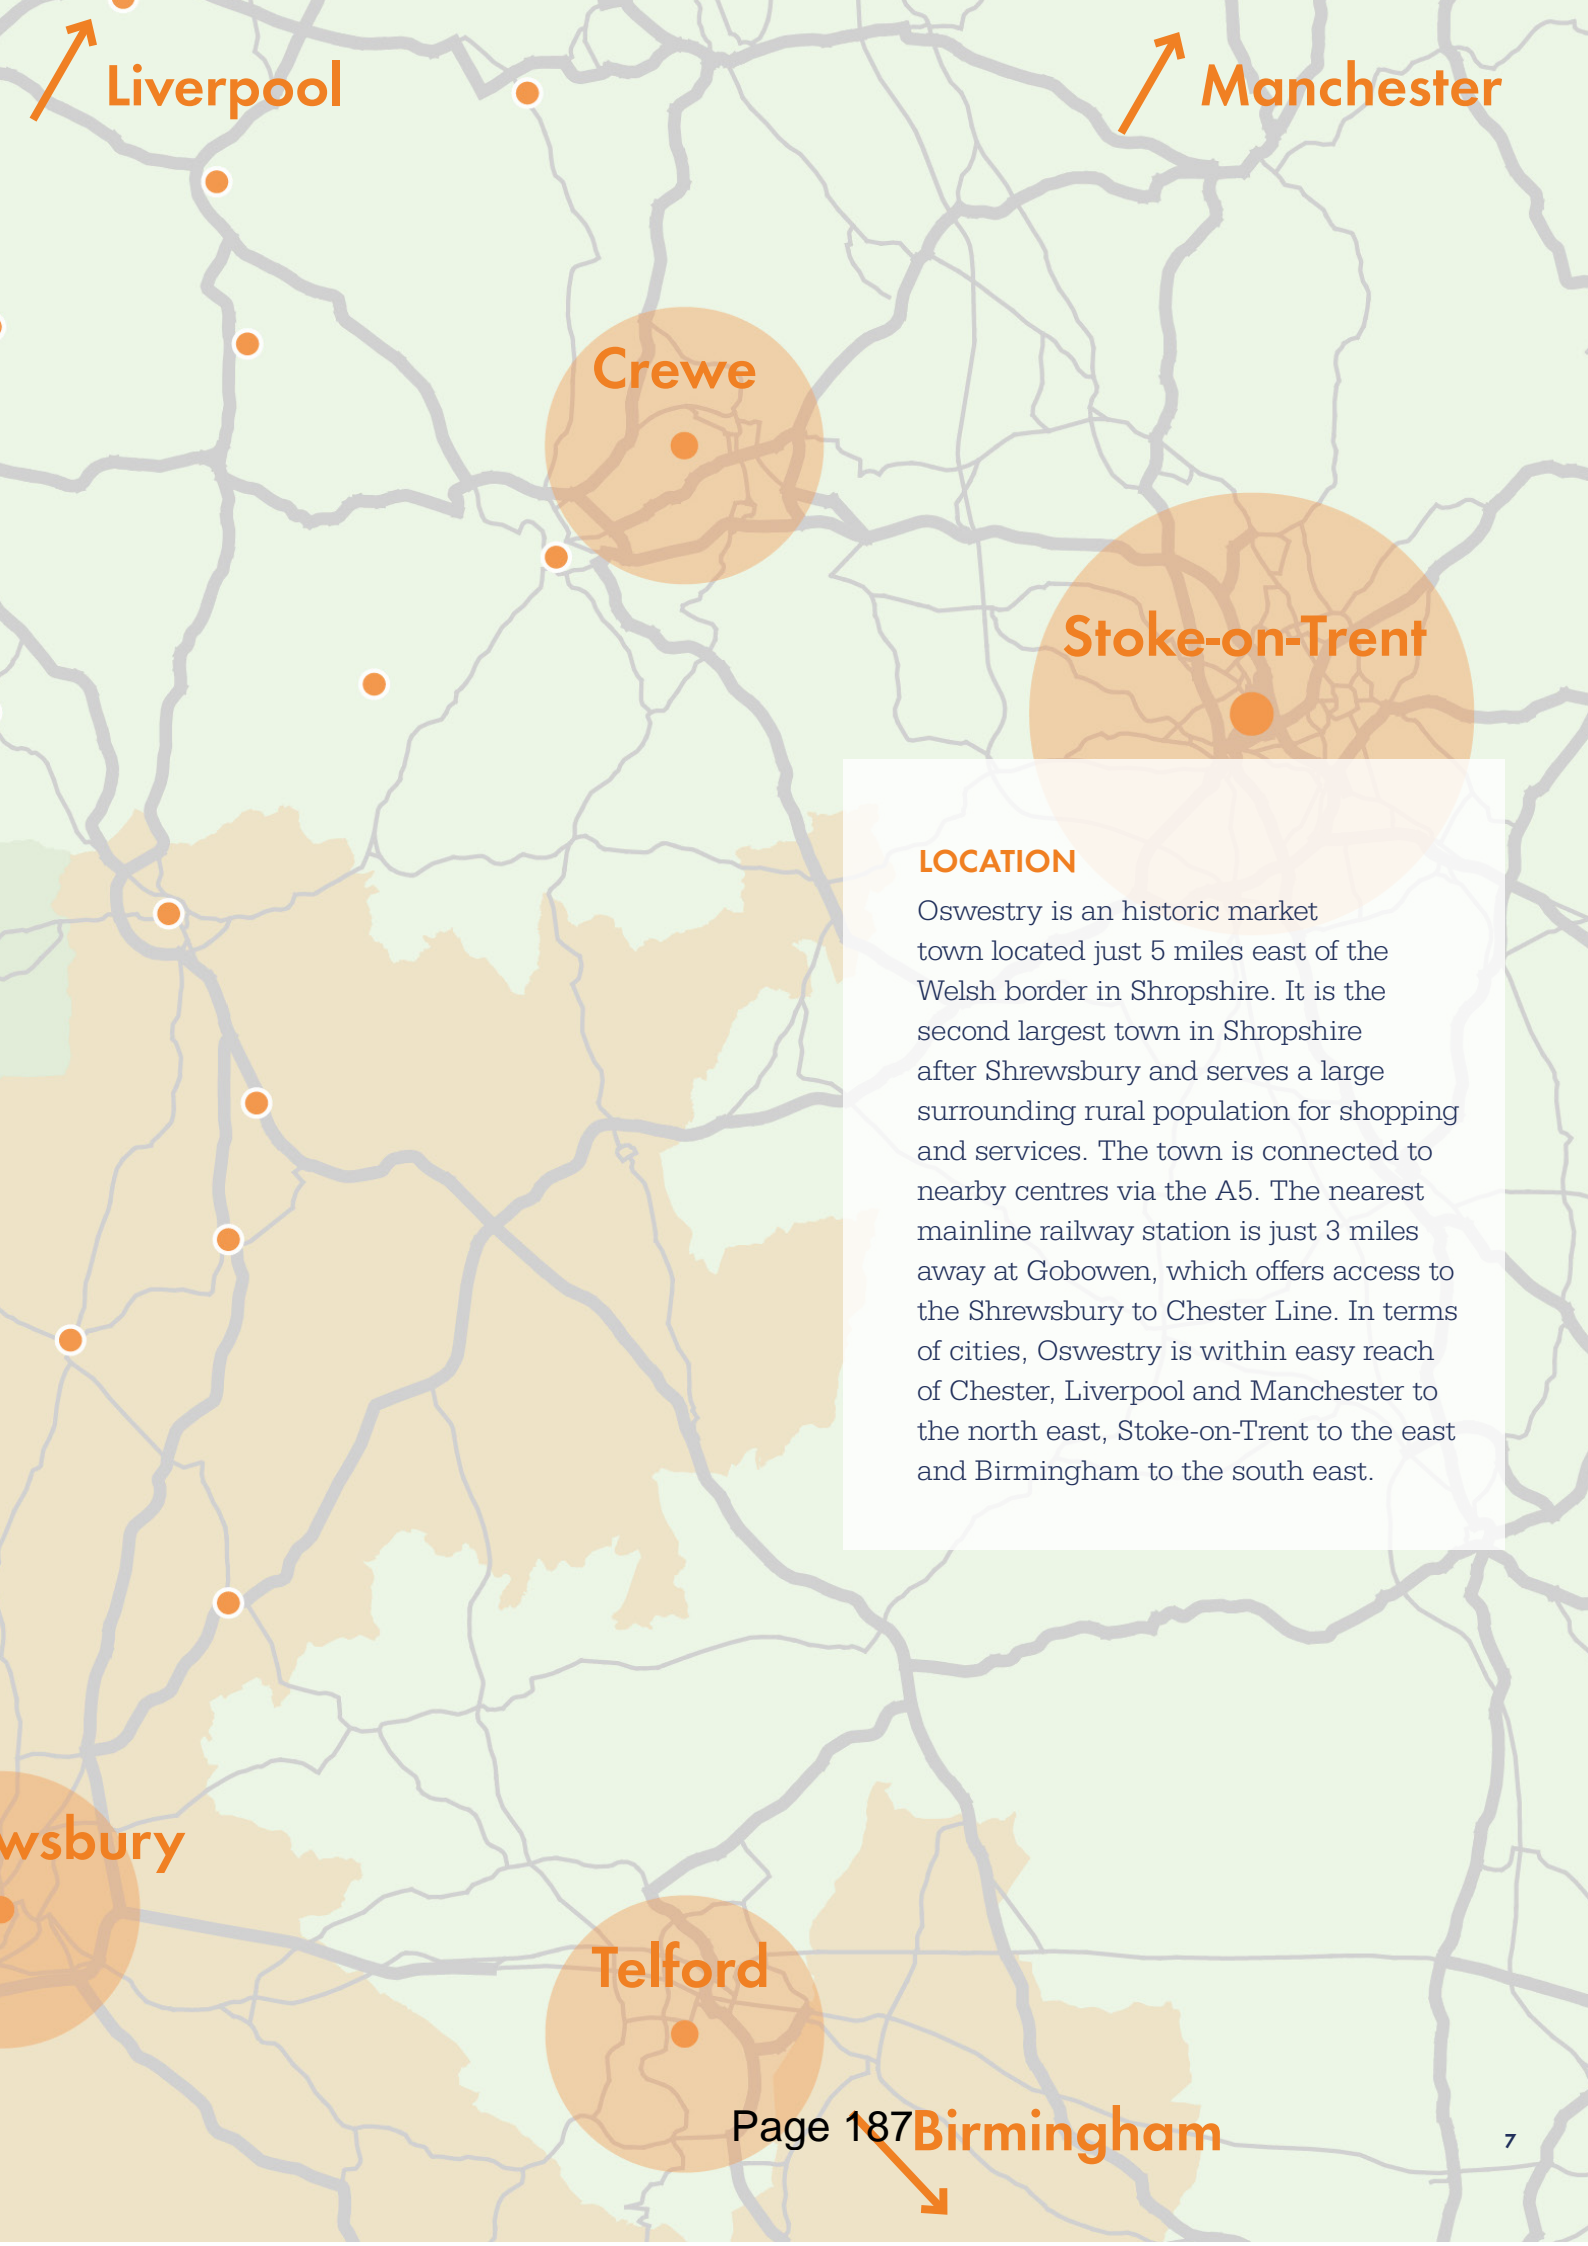 Liverpool
Manchester
Crewe
Stoke-on-Trent
LOCATION
Oswestry is an historic market
town located just 5 miles east of the
Welsh border in Shropshire. It is the
second largest town in Shropshire
after Shrewsbury and serves a large
surrounding rural population for shopping
and services. The town is connected to
nearby centres via the A5. The nearest
mainline railway station is just 3 miles
away at Gobowen, which offers access to
the Shrewsbury to Chester Line. In terms
of cities, Oswestry is within easy reach
of Chester, Liverpool and Manchester to
the north east, Stoke-on-Trent to the east
and Birmingham to the south east.
wsbury
Telford
Page 187
Birmingham
7